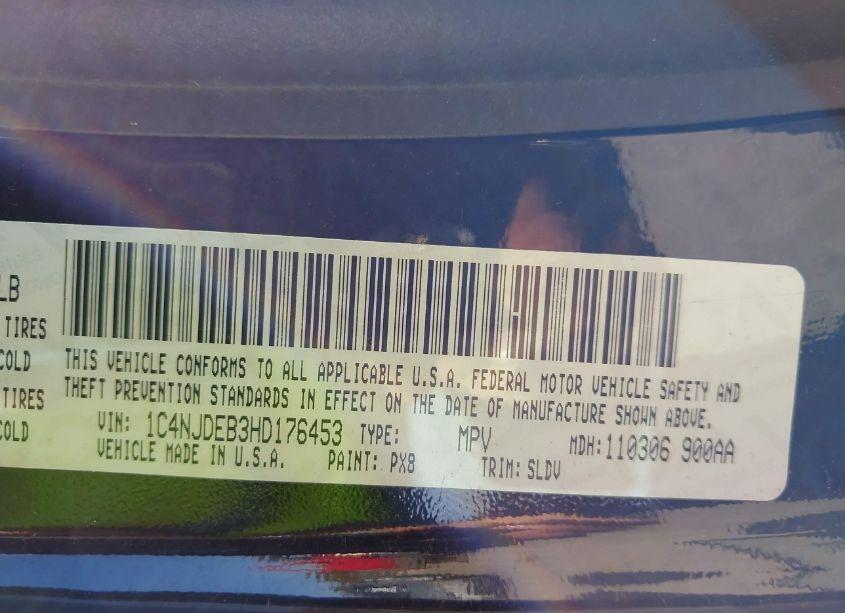 LB
TIRES
COLD
TIRES
COLD
THIS VEHICLE CONFORMS TO ALL APPLICABLE U.S.A. FEDERAL MOTOR VEHICLE SAFETY AND
THEFT PREVENTION STANDARDS IN EFFECT ON THE DATE OF MANUFACTURE SHOWN ABOVE.
VIN: 1C4NJDEB3HD176453 TYPE: MPV MDH:110306 900AA
VEHICLE MADE IN U.S.A. PAINT: PX8 TRIM: SLDV